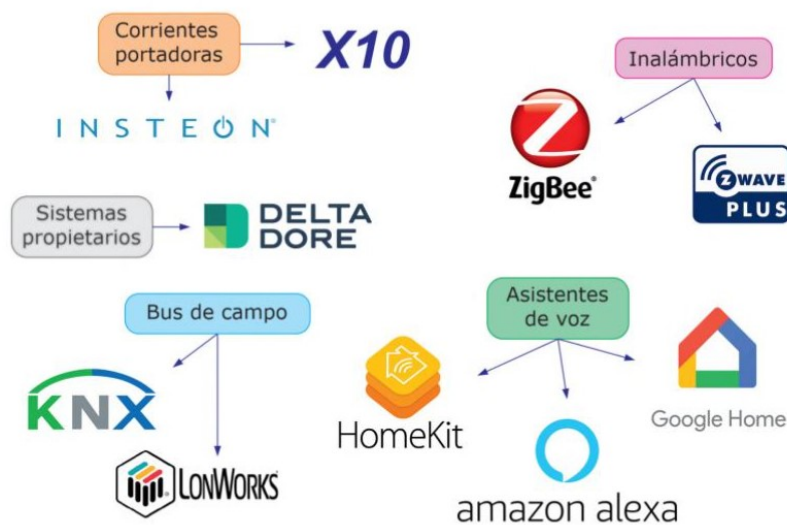 Corrientes
portadoras
X10
INSTEON®
Inalámbricos
ZigBee®
Z WAVE
PLUS
Sistemas
propietarios
DELTA
DORE
Bus de campo
KNX
LONWORKS®
Asistentes
de voz
HomeKit
amazon alexa
Google Home